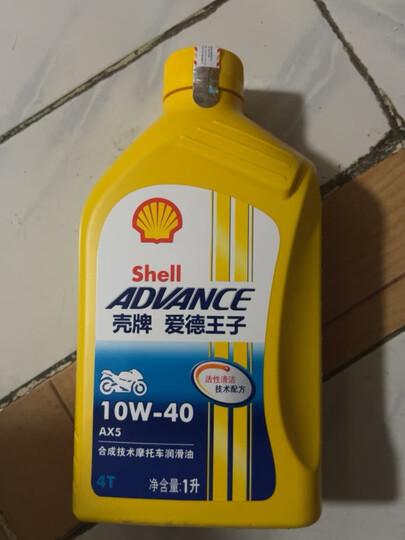 Shell
ADVANCE
壳牌 爱德王子
活性清洁
技术配方
10W-40
AX5
合成技术摩托车润滑油
4T
净含量:1升